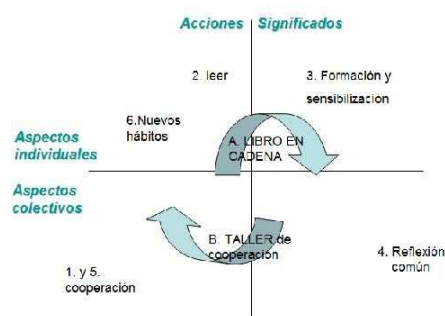 Acciones Significados
2. leer
3. Formación y
sensibilización
6.Nuevos
hábitos
A. LIBRO EN
CADENA
Aspectos
individuales
Aspectos
colectivos
B. TALLER de
cooperación
4. Reflexión
común
1. y 5.
cooperación